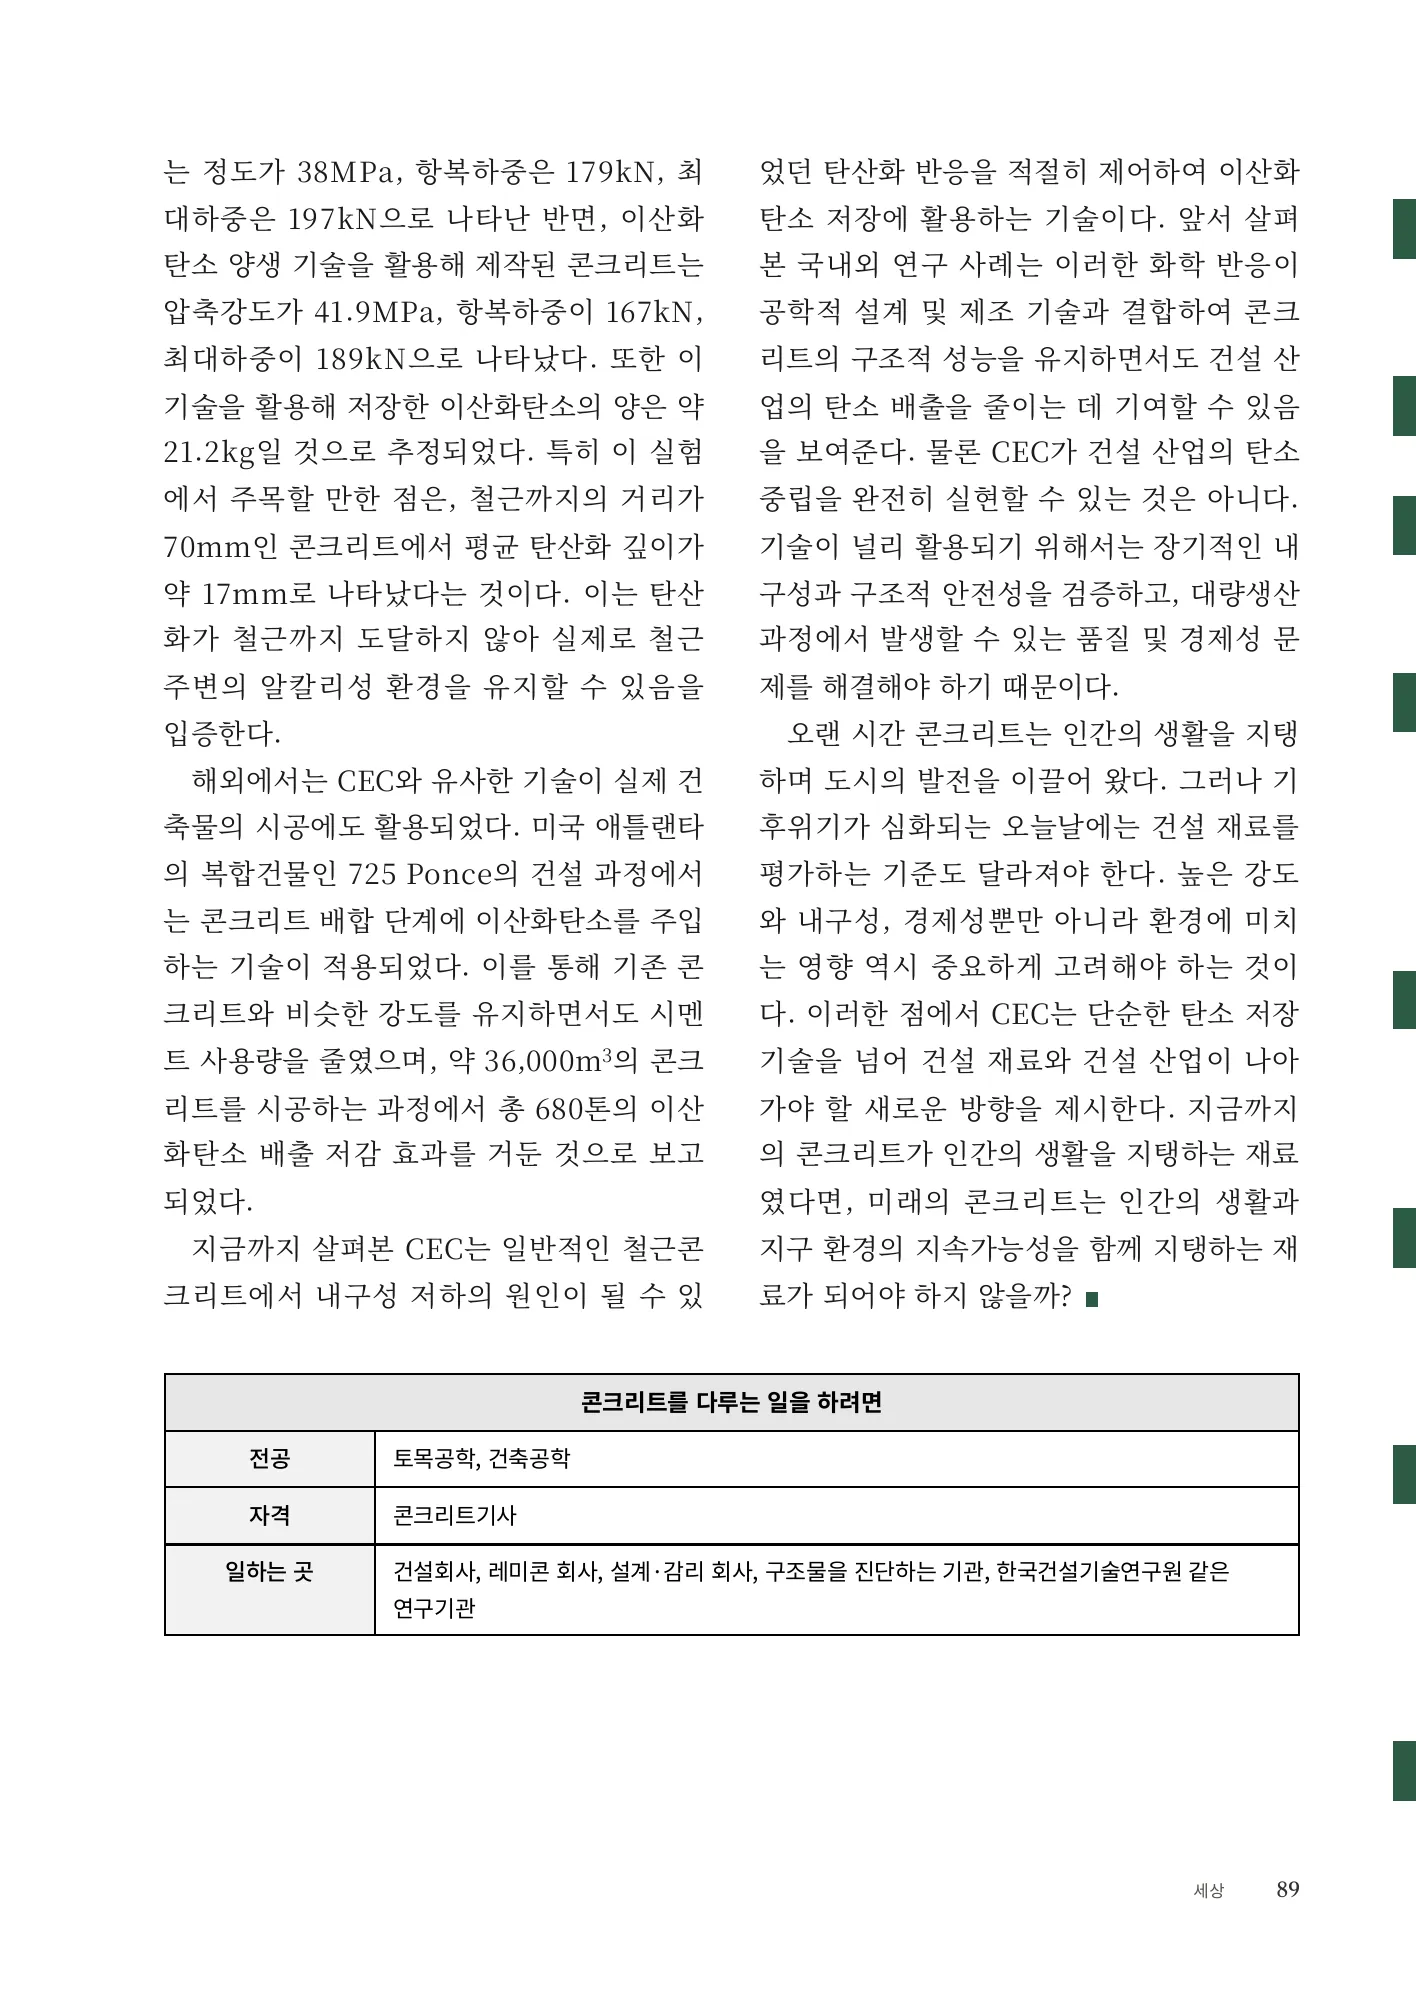 는 정도가 38MPa, 항복하중은 179kN, 최
대하중은 197kN으로 나타난 반면, 이산화
탄소 양생 기술을 활용해 제작된 콘크리트는
압축강도가 41.9MPa, 항복하중이 167kN,
최대하중이 189kN으로 나타났다. 또한 이
기술을 활용해 저장한 이산화탄소의 양은 약
21.2kg일 것으로 추정되었다. 특히 이 실험
에서 주목할 만한 점은, 철근까지의 거리가
70mm인 콘크리트에서 평균 탄산화 깊이가
약 17mm로 나타났다는 것이다. 이는 탄산
화가 철근까지 도달하지 않아 실제로 철근
주변의 알칼리성 환경을 유지할 수 있음을
입증한다.
해외에서는 CEC와 유사한 기술이 실제 건
축물의 시공에도 활용되었다. 미국 애틀랜타
의 복합건물인 725 Ponce의 건설 과정에서
는 콘크리트 배합 단계에 이산화탄소를 주입
하는 기술이 적용되었다. 이를 통해 기존 콘
크리트와 비슷한 강도를 유지하면서도 시멘
트 사용량을 줄였으며, 약 36,000m³의 콘크
리트를 시공하는 과정에서 총 680톤의 이산
화탄소 배출 저감 효과를 거둔 것으로 보고
되었다.
지금까지 살펴본 CEC는 일반적인 철근콘
크리트에서 내구성 저하의 원인이 될 수 있
었던 탄산화 반응을 적절히 제어하여 이산화
탄소 저장에 활용하는 기술이다. 앞서 살펴
본 국내외 연구 사례는 이러한 화학 반응이
공학적 설계 및 제조 기술과 결합하여 콘크
리트의 구조적 성능을 유지하면서도 건설 산
업의 탄소 배출을 줄이는 데 기여할 수 있음
을 보여준다. 물론 CEC가 건설 산업의 탄소
중립을 완전히 실현할 수 있는 것은 아니다.
기술이 널리 활용되기 위해서는 장기적인 내
구성과 구조적 안전성을 검증하고, 대량생산
과정에서 발생할 수 있는 품질 및 경제성 문
제를 해결해야 하기 때문이다.
오랜 시간 콘크리트는 인간의 생활을 지탱
하며 도시의 발전을 이끌어 왔다. 그러나 기
후위기가 심화되는 오늘날에는 건설 재료를
평가하는 기준도 달라져야 한다. 높은 강도
와 내구성, 경제성뿐만 아니라 환경에 미치
는 영향 역시 중요하게 고려해야 하는 것이
다. 이러한 점에서 CEC는 단순한 탄소 저장
기술을 넘어 건설 재료와 건설 산업이 나아
가야 할 새로운 방향을 제시한다. 지금까지
의 콘크리트가 인간의 생활을 지탱하는 재료
였다면, 미래의 콘크리트는 인간의 생활과
지구 환경의 지속가능성을 함께 지탱하는 재
료가 되어야 하지 않을까?
콘크리트를 다루는 일을 하려면
전공 토목공학, 건축공학
자격 콘크리트기사
일하는 곳 건설회사, 레미콘 회사, 설계·감리 회사, 구조물을 진단하는 기관, 한국건설기술연구원 같은
연구기관
세상 89